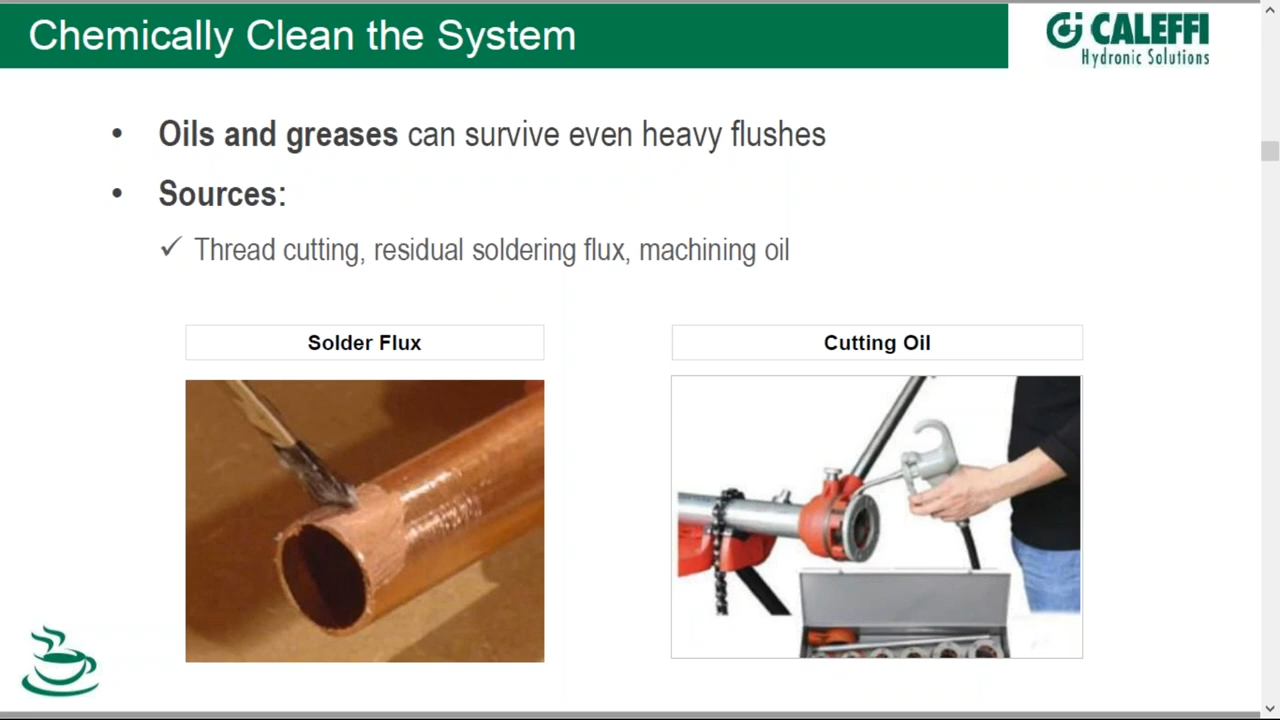 Chemically Clean the System
CALEFFI
Hydronic Solutions
• Oils and greases can survive even heavy flushes
• Sources:
✓ Thread cutting, residual soldering flux, machining oil
Solder Flux
Cutting Oil